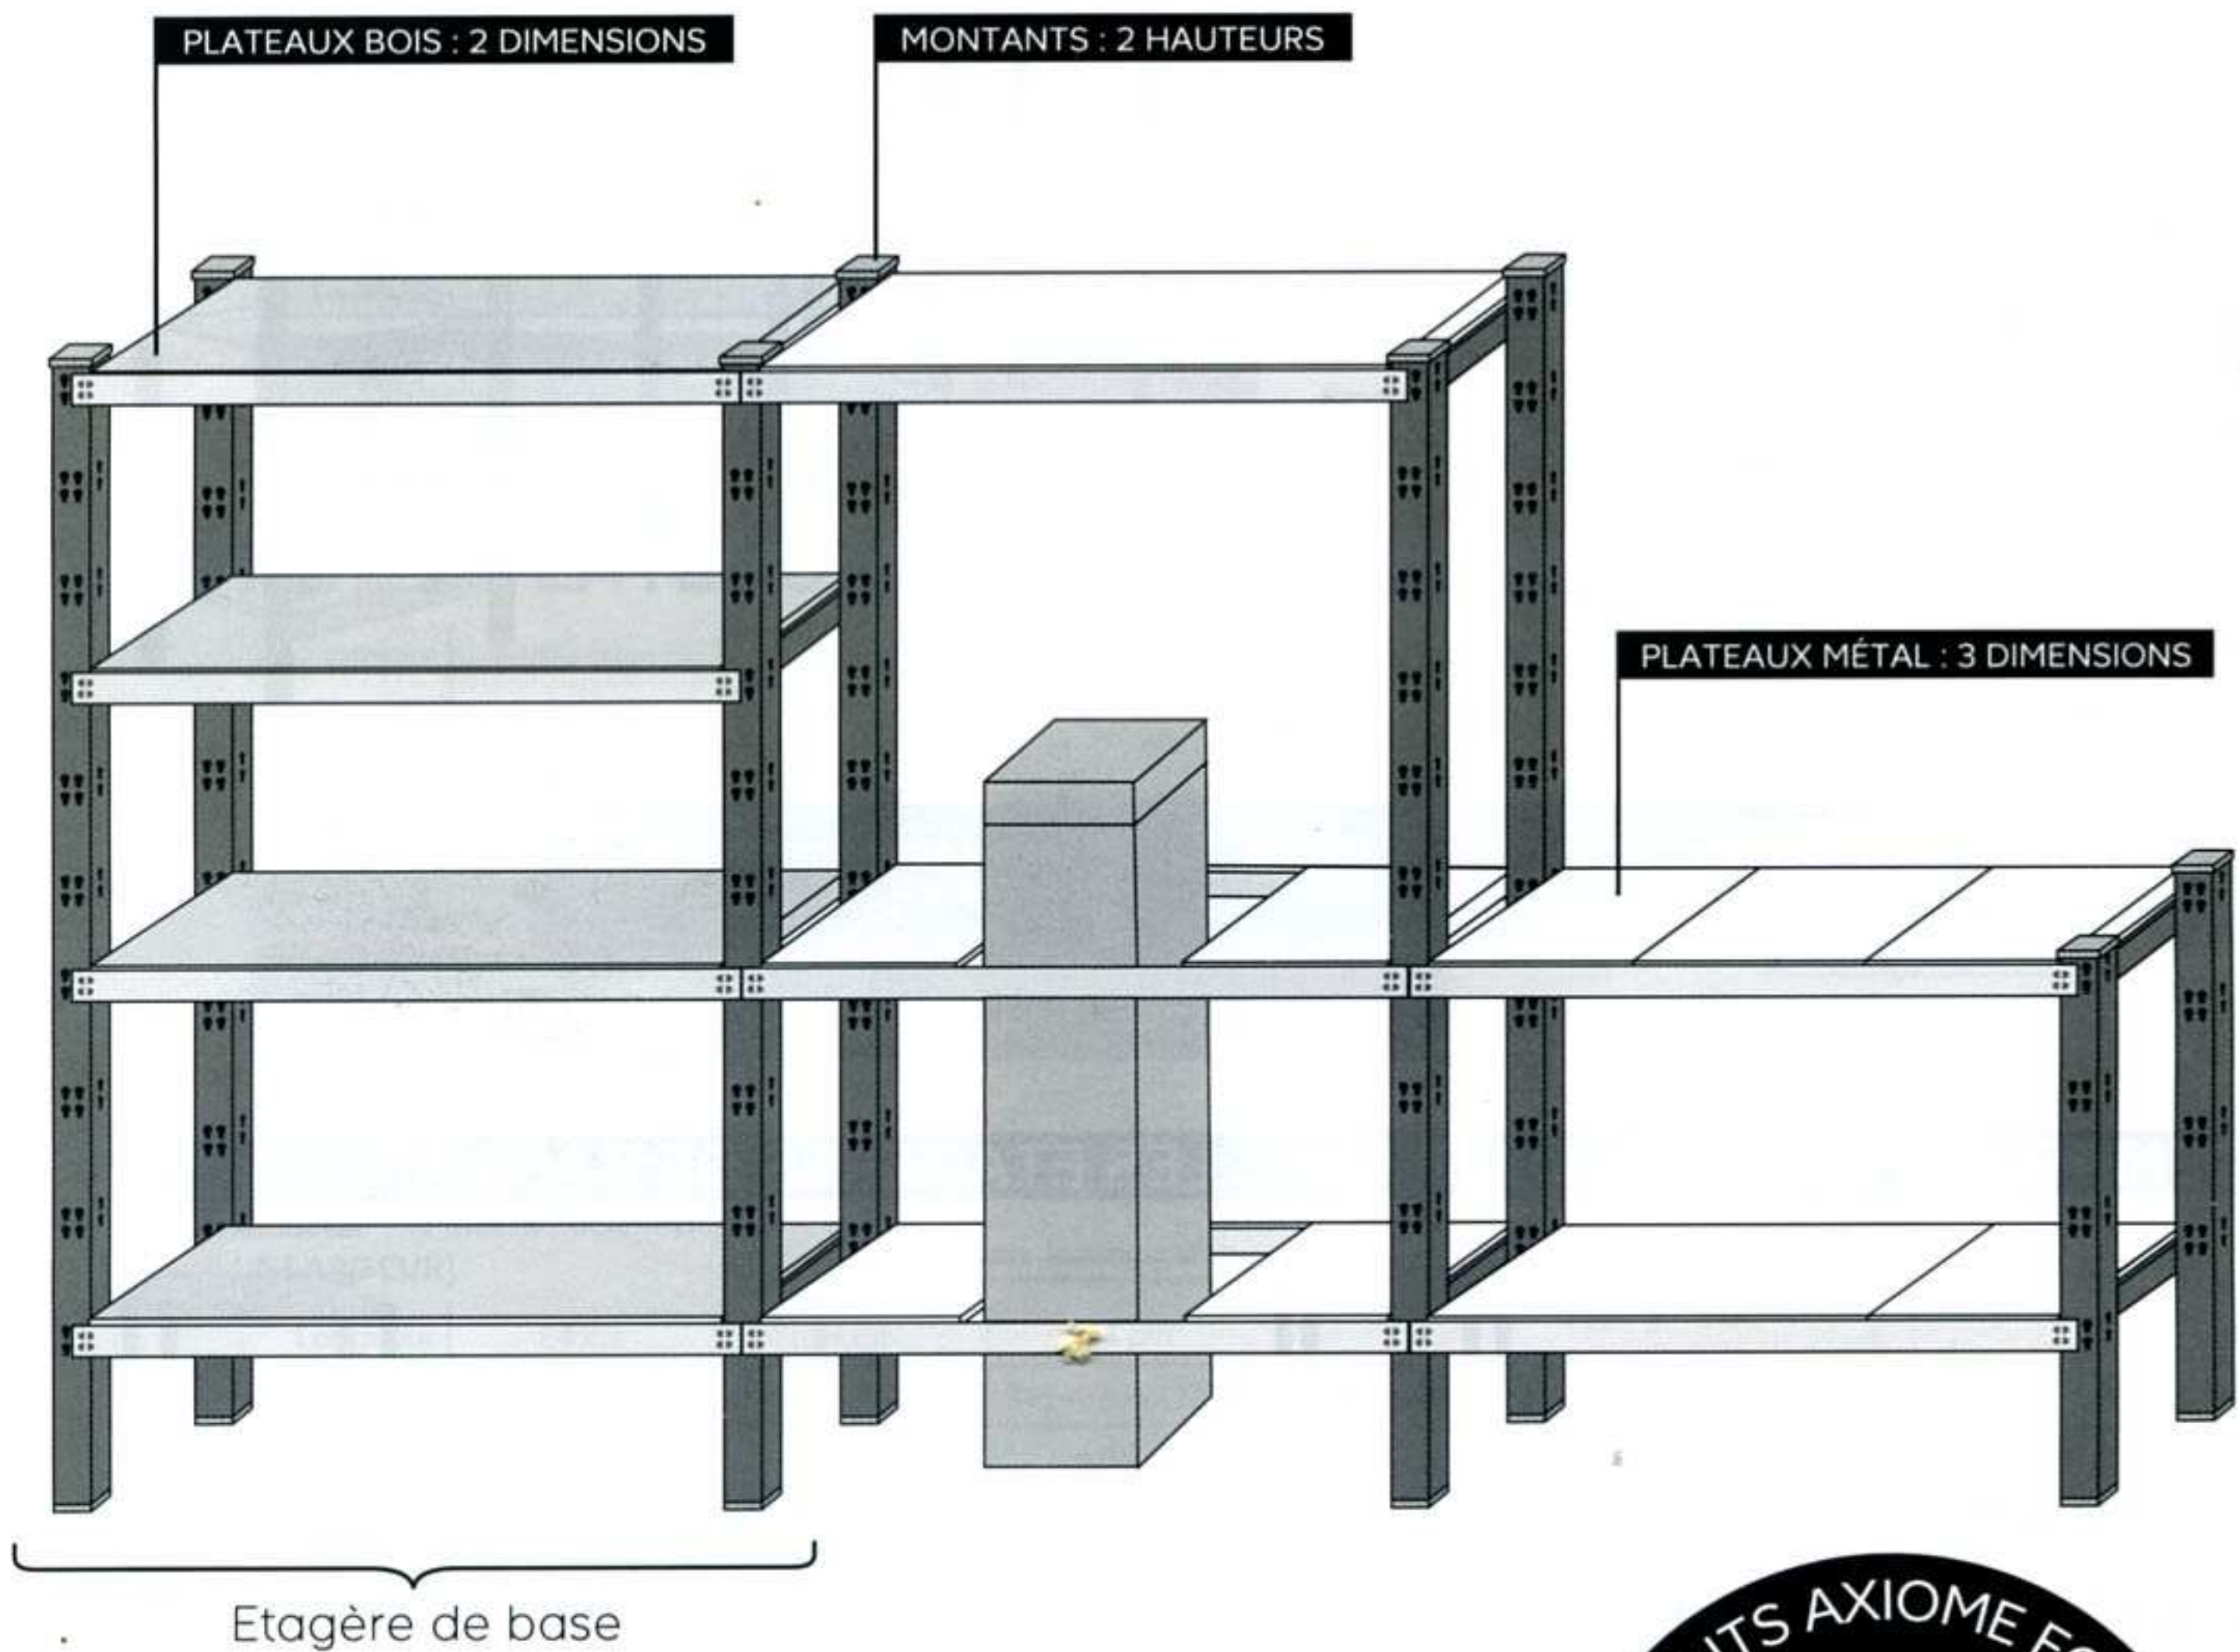 PLATEAUX BOIS : 2 DIMENSIONS
MONTANTS : 2 HAUTEURS
PLATEAUX MÉTAL : 3 DIMENSIONS
Etagère de base
AXIOME